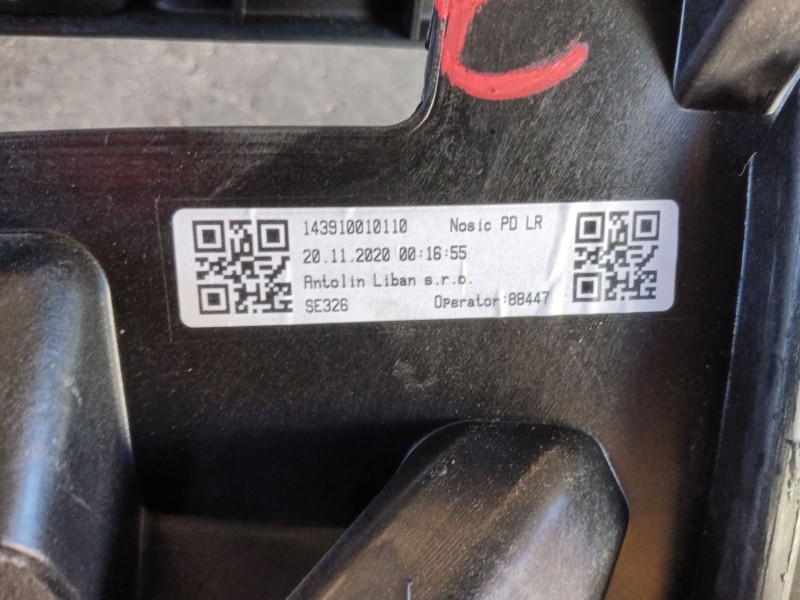 143910010110 Nosic PD LR
20.11.2020 00:16:55
Antolin Liban s.r.o.
SE326 Operator:88447